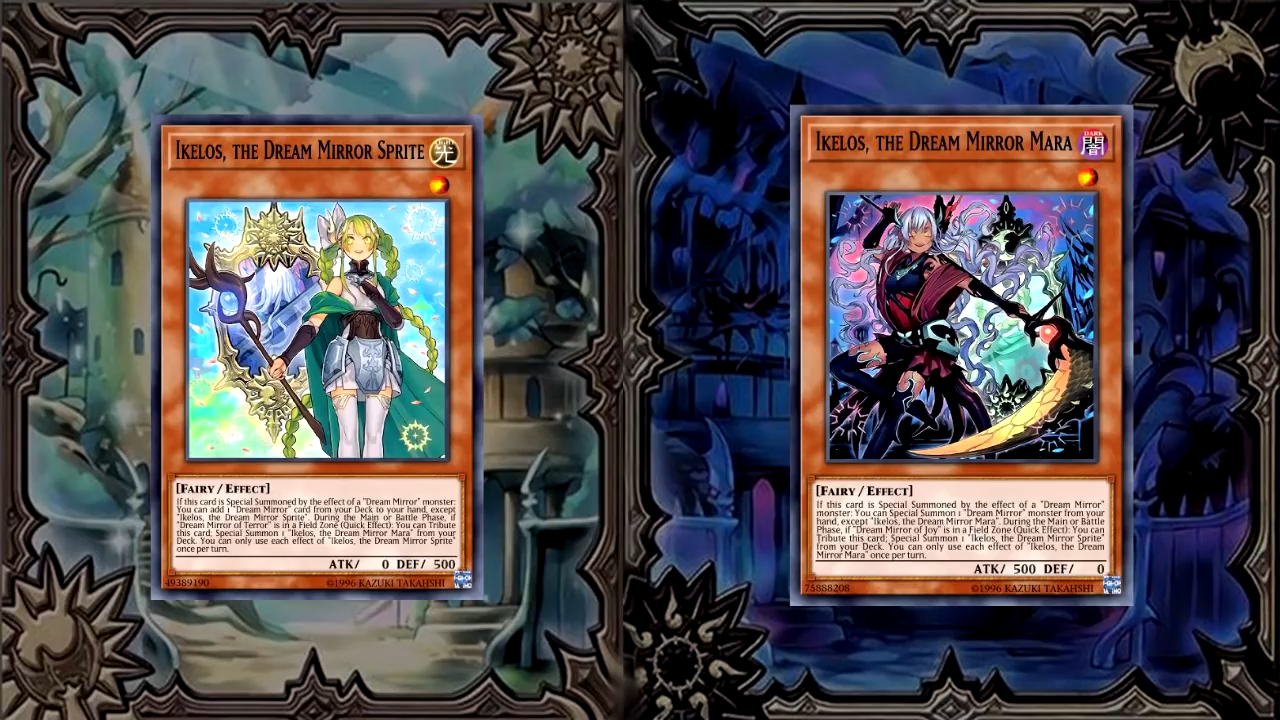 Ikelos, the Dream Mirror Sprite
光
[Fairy / Effect]
If this card is Special Summoned by the effect of a "Dream Mirror" monster:
You can add 1 "Dream Mirror" card from your Deck to your hand, except
"Ikelos, the Dream Mirror Sprite". During the Main or Battle Phase, if
"Dream Mirror of Terror" is in a Field Zone (Quick Effect): You can Tribute
this card; Special Summon 1 "Ikelos, the Dream Mirror Mara" from your
Deck. You can only use each effect of "Ikelos, the Dream Mirror Sprite"
once per turn.
ATK/ 0 DEF/ 500
49389190 ©1996 KAZUKI TAKAHSHI
Ikelos, the Dream Mirror Mara
DARK
闇
[Fairy / Effect]
If this card is Special Summoned by the effect of a "Dream Mirror"
monster: You can Special Summon 1 "Dream Mirror" monster from your
hand, except "Ikelos, the Dream Mirror Mara". During the Main or Battle
Phase, if "Dream Mirror of Joy" is in a Field Zone (Quick Effect): You can
Tribute this card; Special Summon 1 "Ikelos, the Dream Mirror Sprite"
from your Deck. You can only use each effect of "Ikelos, the Dream
Mirror Mara" once per turn.
ATK/ 500 DEF/ 0
75888208 ©1996 KAZUKI TAKAHSHI